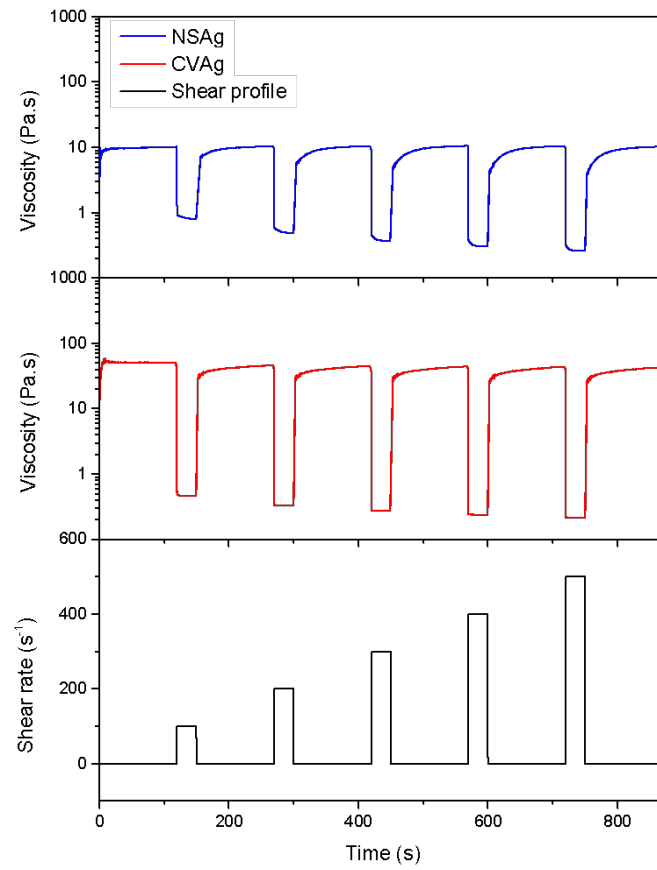 1000
NSAg
CVAg
Shear profile
100
10
1
Viscosity (Pa.s)
1000
100
10
1
Viscosity (Pa.s)
600
400
200
0
Shear rate (s⁻¹)
0 200 400 600 800
Time (s)